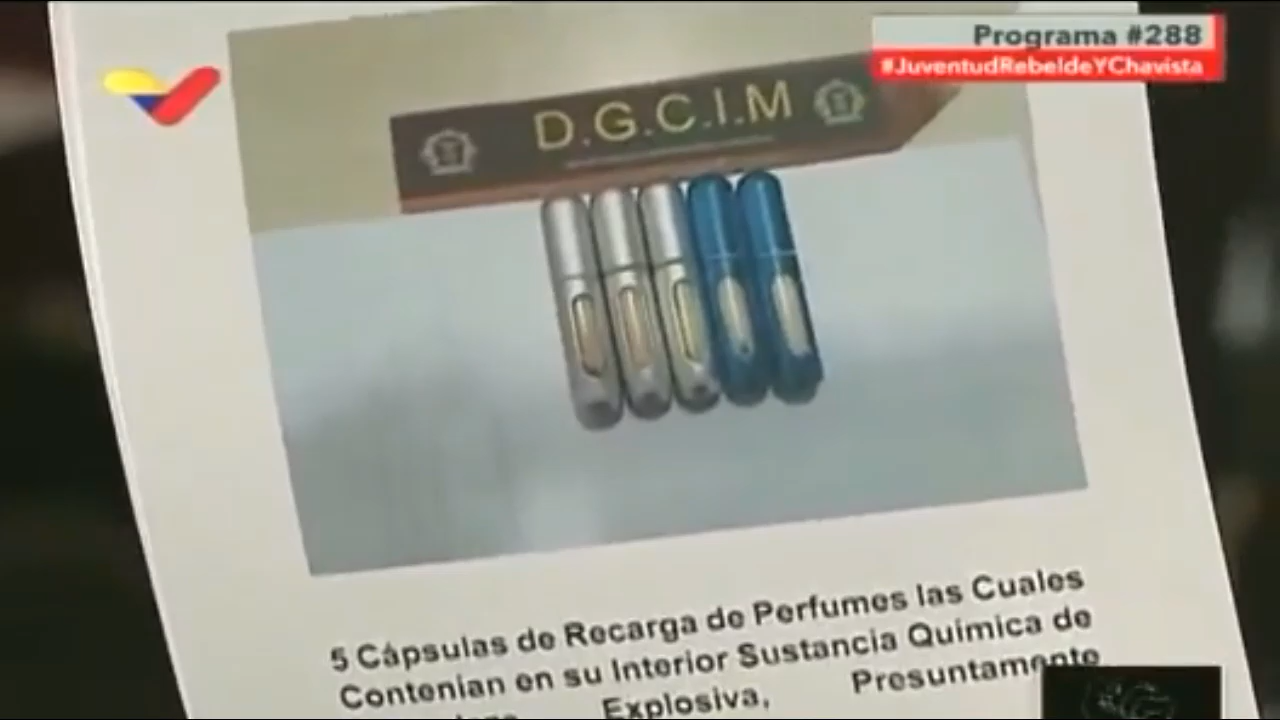 Programa #288
#JuventudRebeldeYChavista
D.G.C.I.M
5 Cápsulas de Recarga de Perfumes las Cuales
Contenian en su Interior Sustancia Química de
Explosiva, Presuntamente